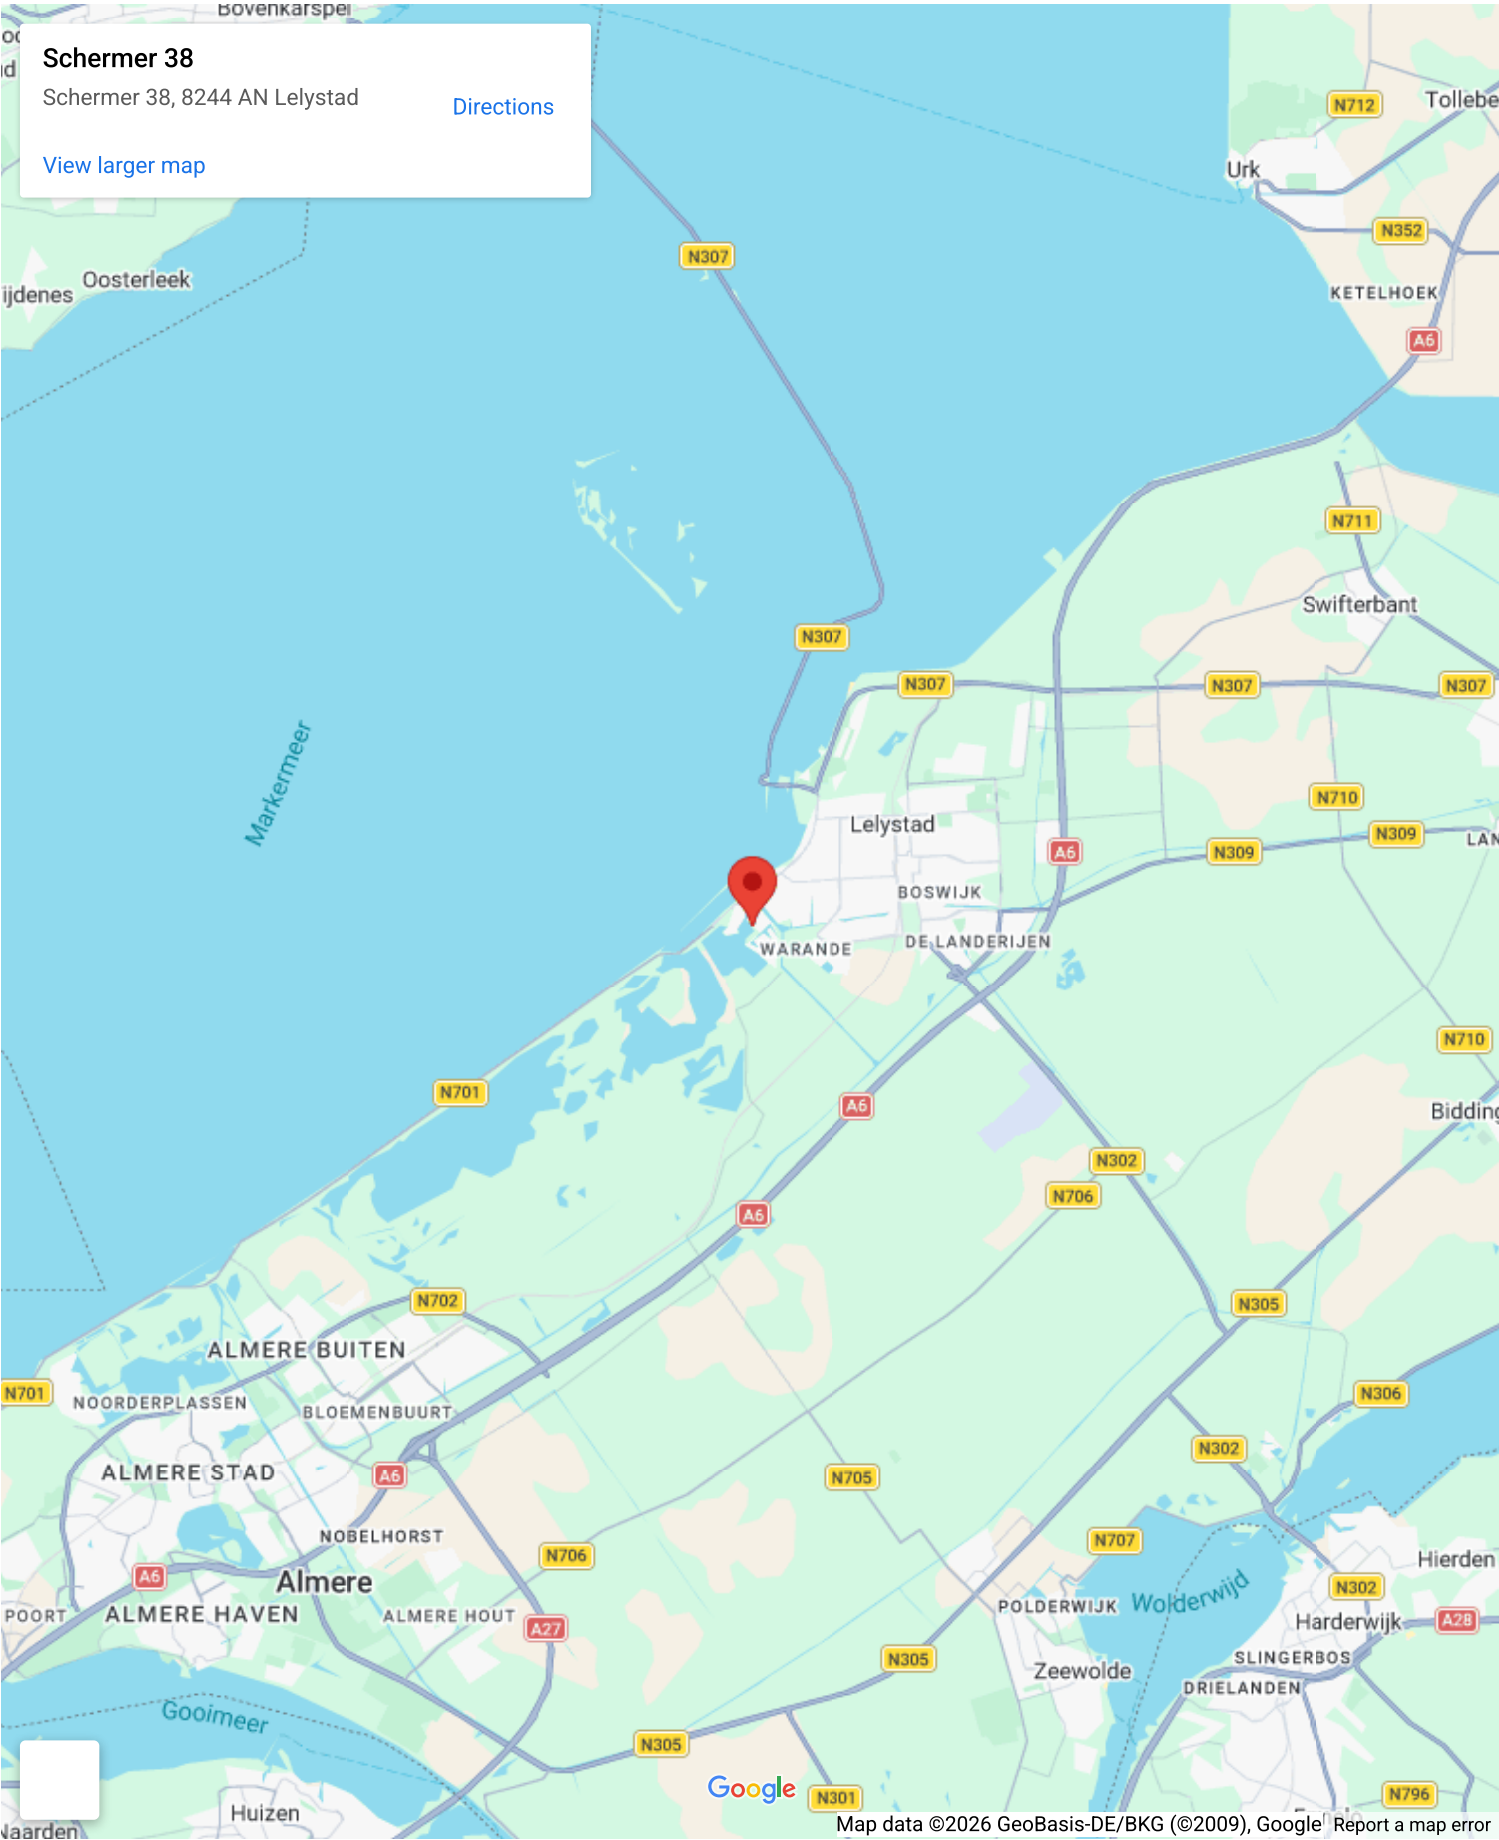 Bovenkarspel
Schermer 38
Schermer 38, 8244 AN Lelystad
Directions
View larger map
N712
Tollebe
Urk
N352
N307
Oosterleek
ijdenes
KETELHOEK
A6
N711
Swifterbant
N307
N307
N307
N307
Markermeer
N710
Lelystad
N309
LAN
A6
N309
BOSWIJK
WARANDE
DE LANDERIJEN
N710
N701
A6
Bidding
N302
N706
A6
N702
N305
ALMERE BUITEN
N701
NOORDERPLASSEN
BLOEMENBUURT
N306
N302
ALMERE STAD
A6
N705
NOBELHORST
N707
N706
Hierden
A6
Almere
N302
Wolderwijd
POORT
ALMERE HAVEN
ALMERE HOUT
A27
POLDERWIJK
Harderwijk
A28
N305
SLINGERBOS
Zeewolde
DRIELANDEN
Gooimeer
N305
Google
N301
N796
Huizen
Naarden
Map data ©2026 GeoBasis-DE/BKG (©2009), Google
Report a map error